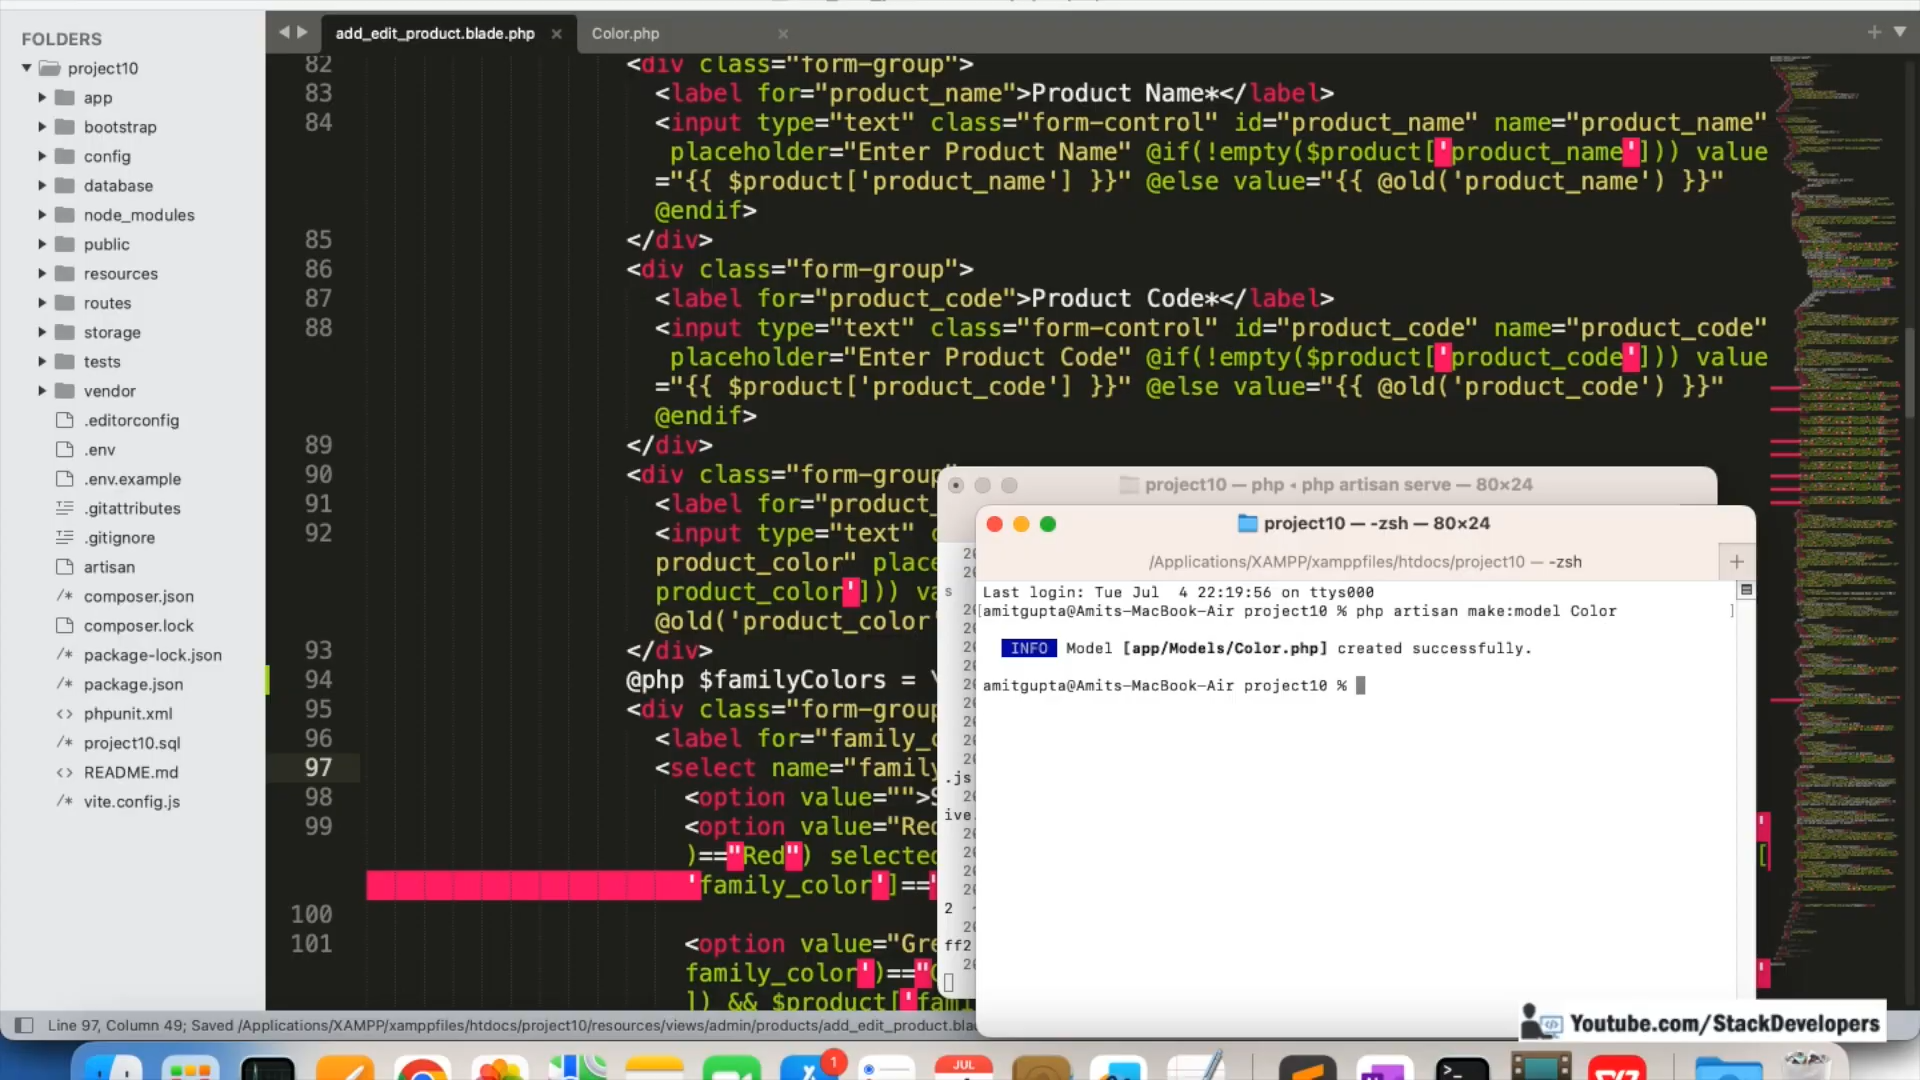 FOLDERS
project10
app
bootstrap
config
database
node_modules
public
resources
routes
storage
tests
vendor
.editorconfig
.env
.env.example
.gitattributes
.gitignore
artisan
composer.json
composer.lock
package-lock.json
package.json
phpunit.xml
project10.sql
README.md
vite.config.js
add_edit_product.blade.php
Color.php
82 <div class="form-group">
83 <label for="product_name">Product Name*</label>
84 <input type="text" class="form-control" id="product_name" name="product_name"
placeholder="Enter Product Name" @if(!empty($product['product_name'])) value
="{{ $product['product_name'] }}" @else value="{{ @old('product_name') }}"
@endif>
85 </div>
86 <div class="form-group">
87 <label for="product_code">Product Code*</label>
88 <input type="text" class="form-control" id="product_code" name="product_code"
placeholder="Enter Product Code" @if(!empty($product['product_code'])) value
="{{ $product['product_code'] }}" @else value="{{ @old('product_code') }}"
@endif>
89 </div>
90 <div class="form-group
91 <label for="product_
92 <input type="text" c
product_color" place
product_color'])) va
@old('product_color'
93 </div>
94 @php $familyColors =
95 <div class="form-group
96 <label for="family_c
97 <select name="family
98 <option value="">S
99 <option value="Red
)=="Red") selected
'family_color']=="
100
101 <option value="Gre
family_color')=="
]) && $product['fam
project10 — php ◂ php artisan serve — 80×24
project10 — -zsh — 80×24
/Applications/XAMPP/xamppfiles/htdocs/project10 — -zsh
Last login: Tue Jul  4 22:19:56 on ttys000
[amitgupta@Amits-MacBook-Air project10 % php artisan make:model Color ]
INFO Model [app/Models/Color.php] created successfully.
amitgupta@Amits-MacBook-Air project10 %
s
.js
ive
2
ff2
Line 97, Column 49; Saved /Applications/XAMPP/xamppfiles/htdocs/project10/resources/views/admin/products/add_edit_product.bla
Youtube.com/StackDevelopers
1
JUL